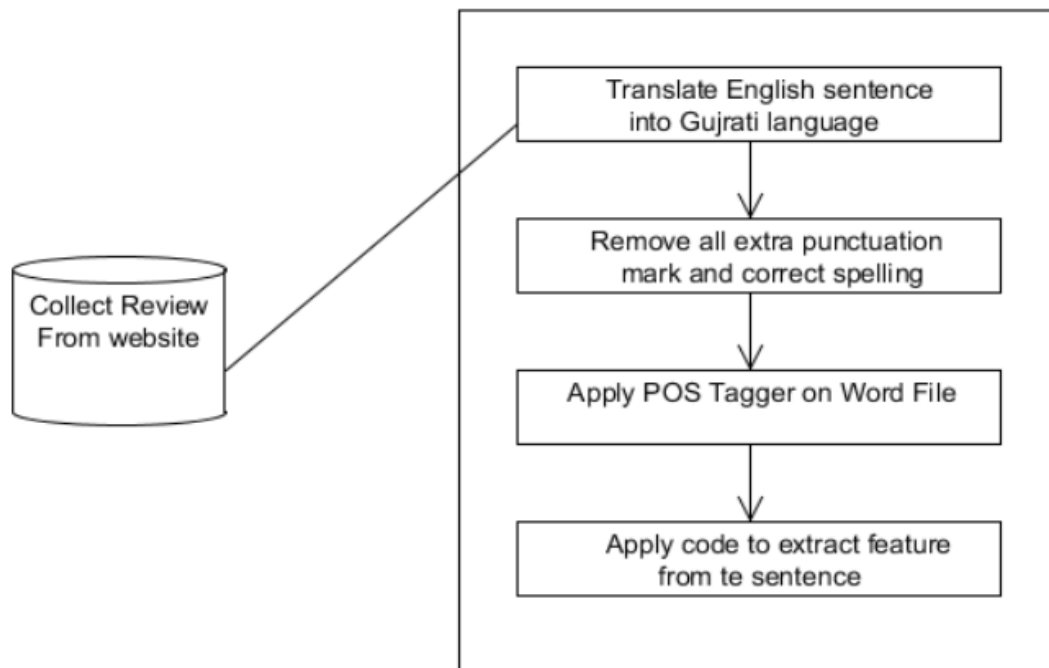 Collect Review
From website
Translate English sentence
into Gujrati language
Remove all extra punctuation
mark and correct spelling
Apply POS Tagger on Word File
Apply code to extract feature
from te sentence